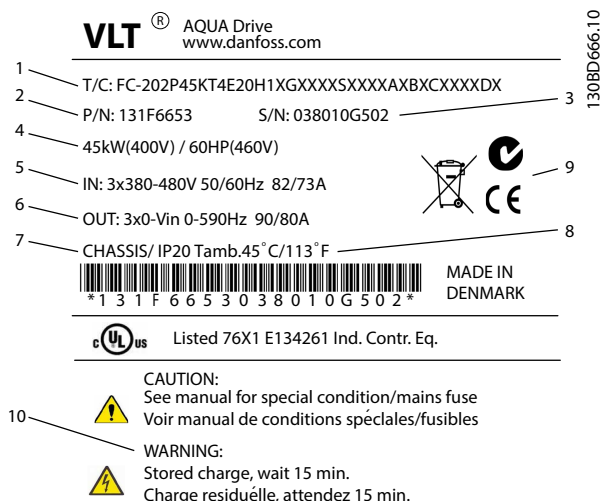 VLT ® AQUA Drive
www.danfoss.com
130BD666.10
1
T/C: FC-202P45KT4E20H1XGXXXXSXXXXAXBXCXXXXDX
2
P/N: 131F6653 S/N: 038010G502
3
4
45kW(400V) / 60HP(460V)
5
IN: 3x380-480V 50/60Hz 82/73A
9
6
OUT: 3x0-Vin 0-590Hz 90/80A
7
CHASSIS/ IP20 Tamb.45˚C/113˚F
8
*131F6653038010G502*
MADE IN
DENMARK
c UL us Listed 76X1 E134261 Ind. Contr. Eq.
CAUTION:
See manual for special condition/mains fuse
Voir manual de conditions spéclales/fusibles
10
WARNING:
Stored charge, wait 15 min.
Charge residuélle, attendez 15 min.
CE